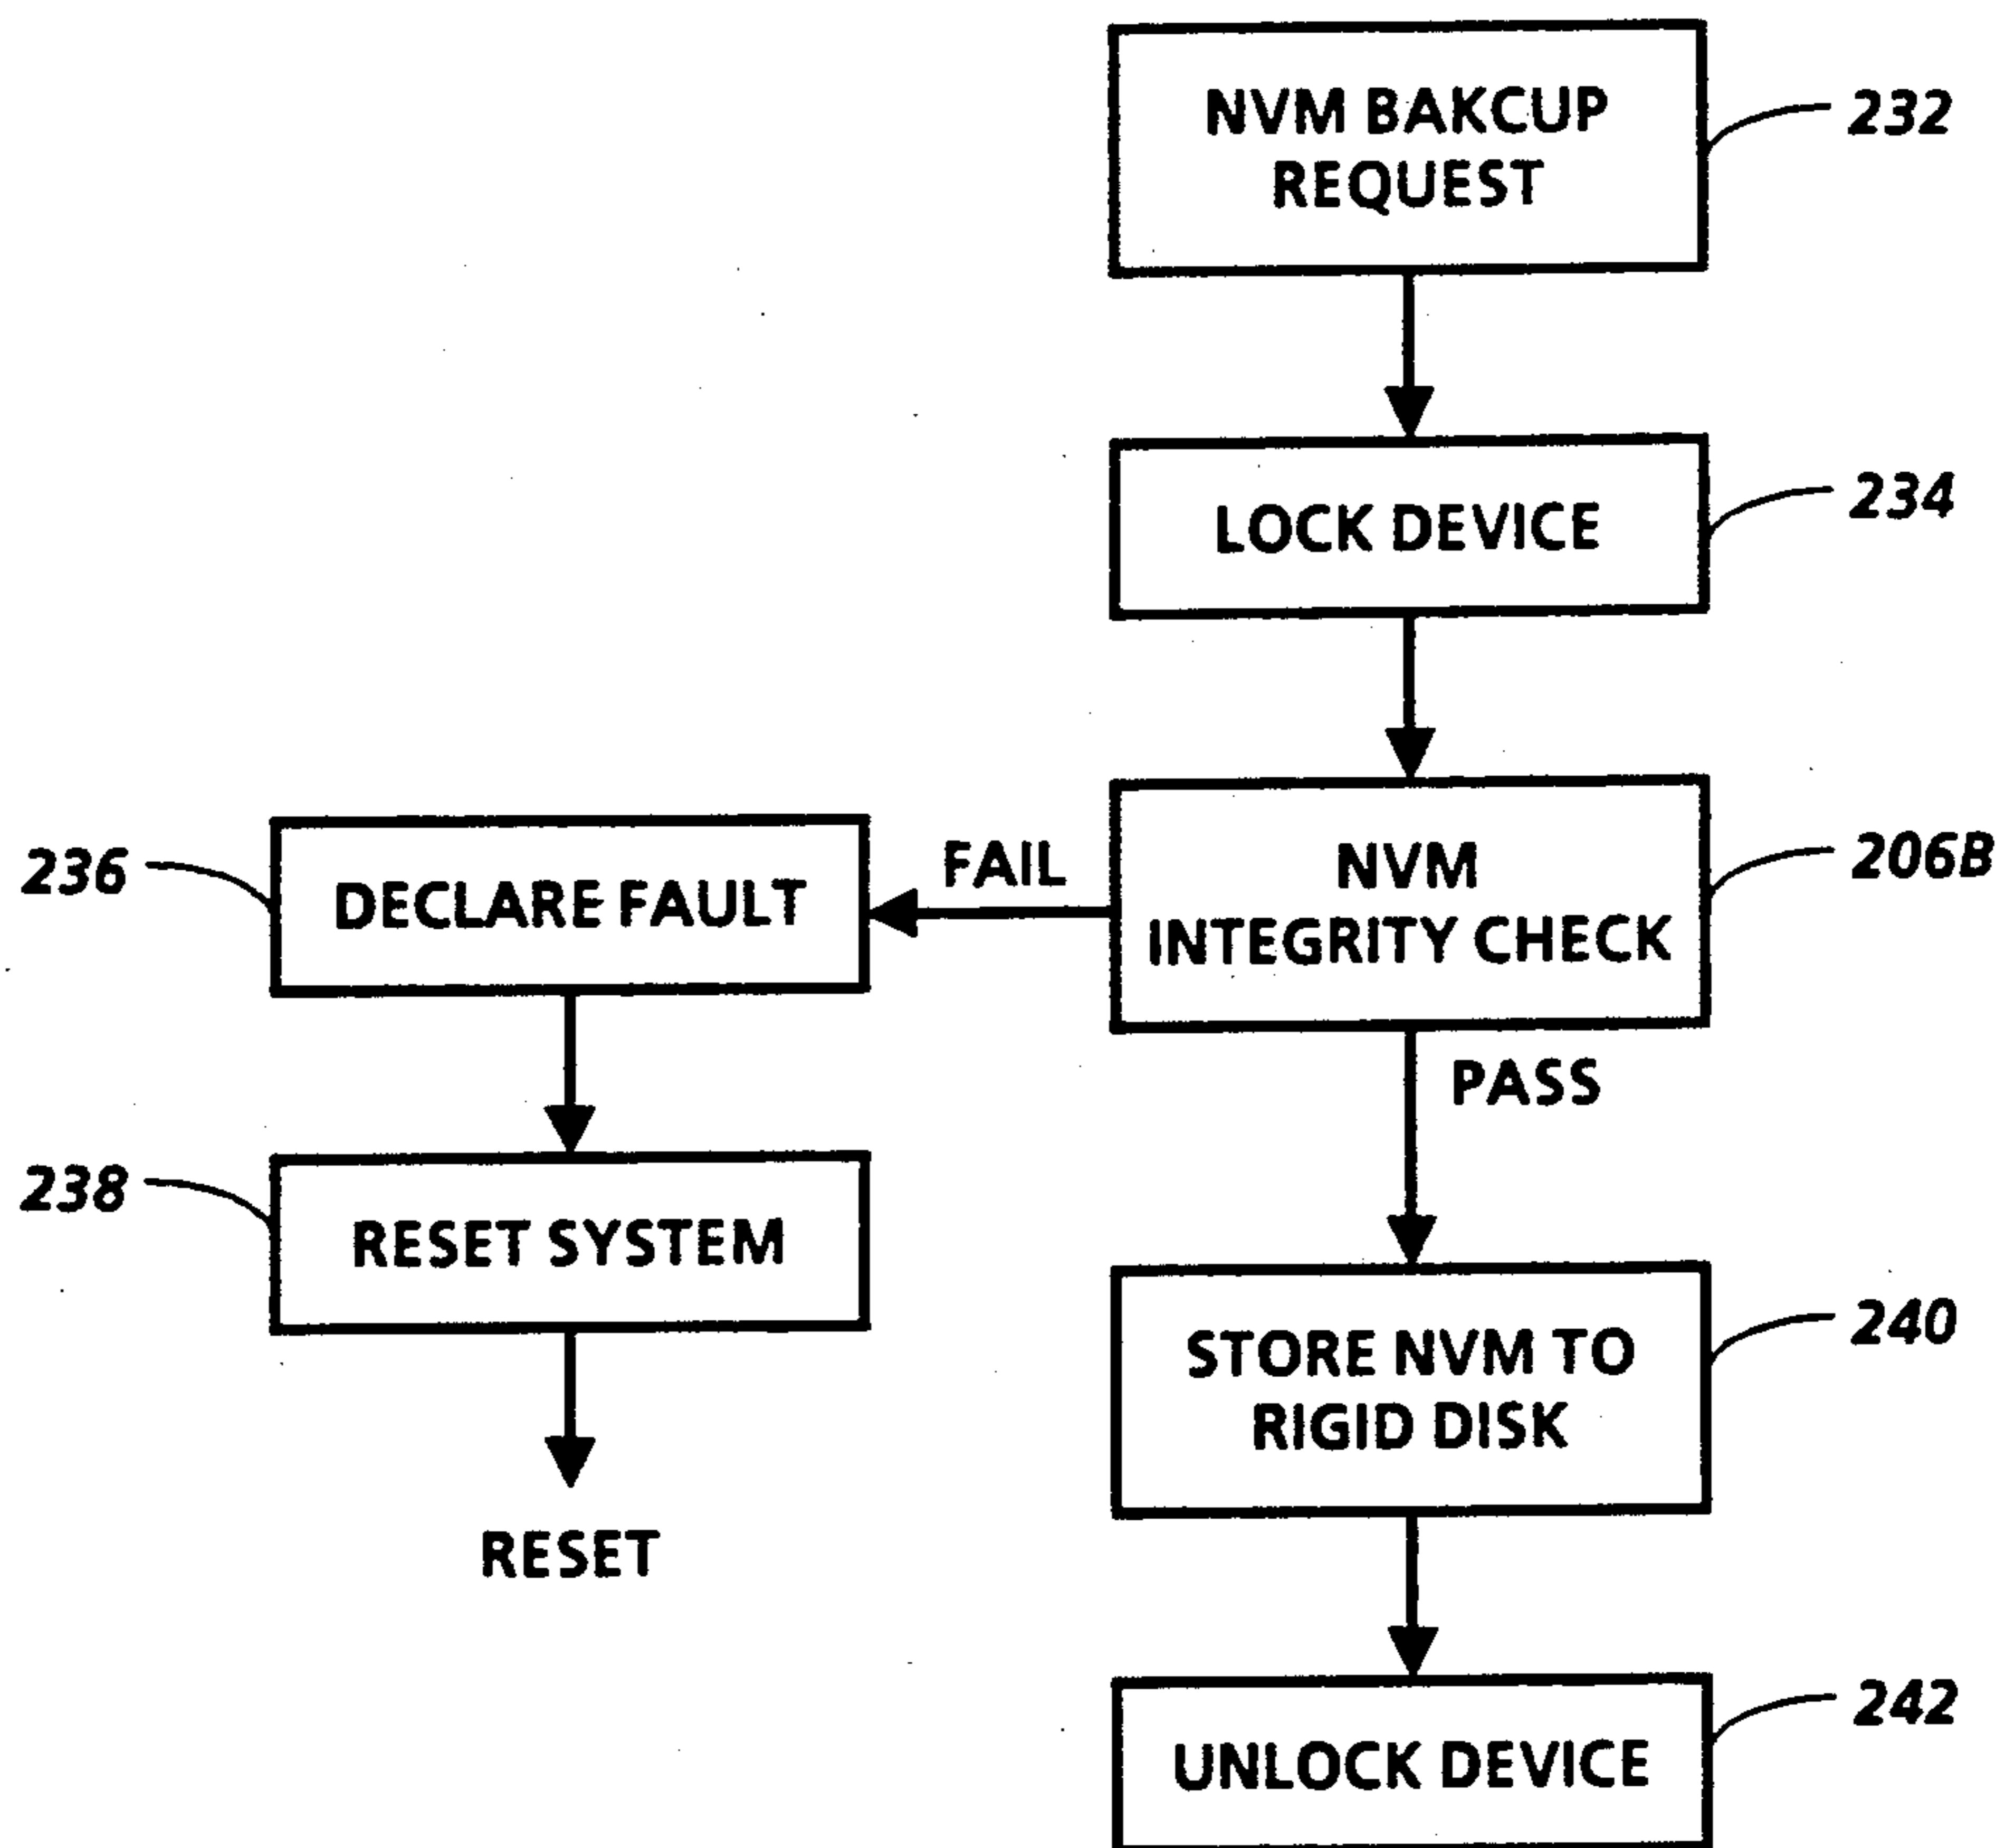 NVM BAKCUP
REQUEST
232
LOCK DEVICE
234
NVM
INTEGRITY CHECK
206B
FAIL
236
DECLARE FAULT
PASS
238
RESET SYSTEM
RESET
STORE NVM TO
RIGID DISK
240
UNLOCK DEVICE
242